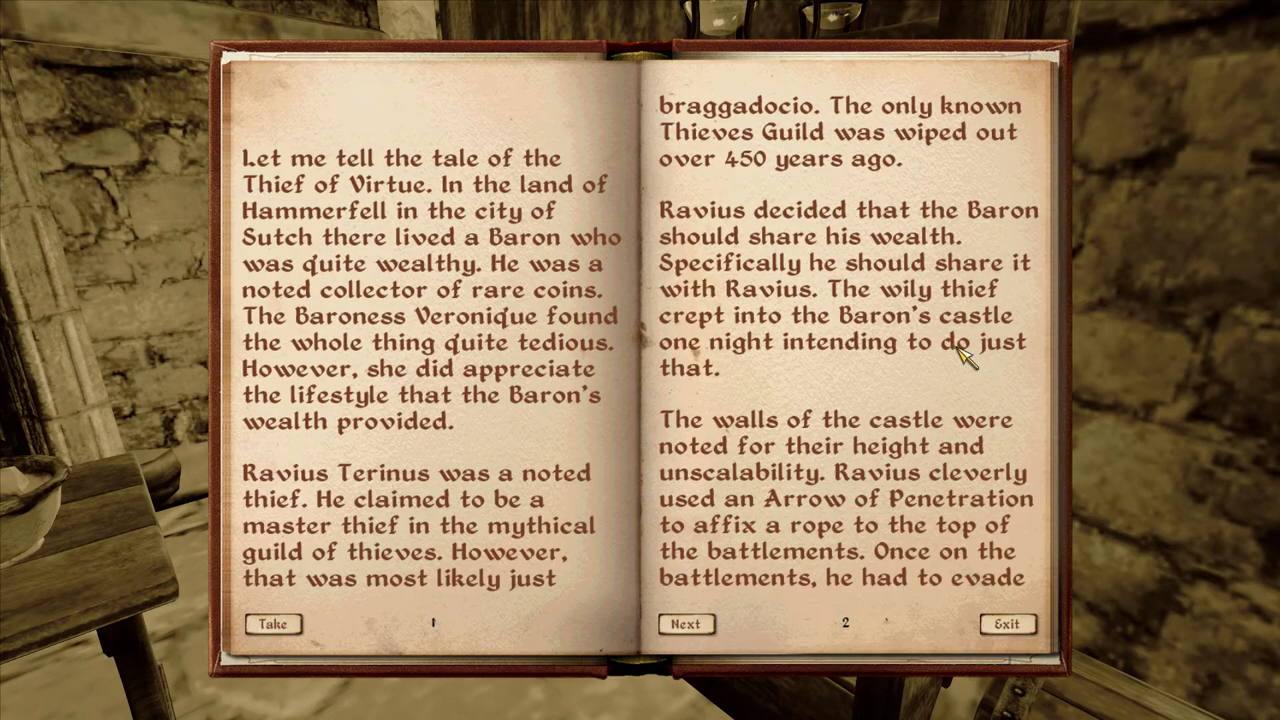 Let me tell the tale of the
Thief of Virtue. In the land of
Hammerfell in the city of
Sutch there lived a Baron who
was quite wealthy. He was a
noted collector of rare coins.
The Baroness Veronique found
the whole thing quite tedious.
However, she did appreciate
the lifestyle that the Baron's
wealth provided.
Ravius Terinus was a noted
thief. He claimed to be a
master thief in the mythical
guild of thieves. However,
that was most likely just
Take
1
braggadocio. The only known
Thieves Guild was wiped out
over 450 years ago.
Ravius decided that the Baron
should share his wealth.
Specifically he should share it
with Ravius. The wily thief
crept into the Baron's castle
one night intending to do just
that.
The walls of the castle were
noted for their height and
unscalability. Ravius cleverly
used an Arrow of Penetration
to affix a rope to the top of
the battlements. Once on the
battlements, he had to evade
Next
2
Exit